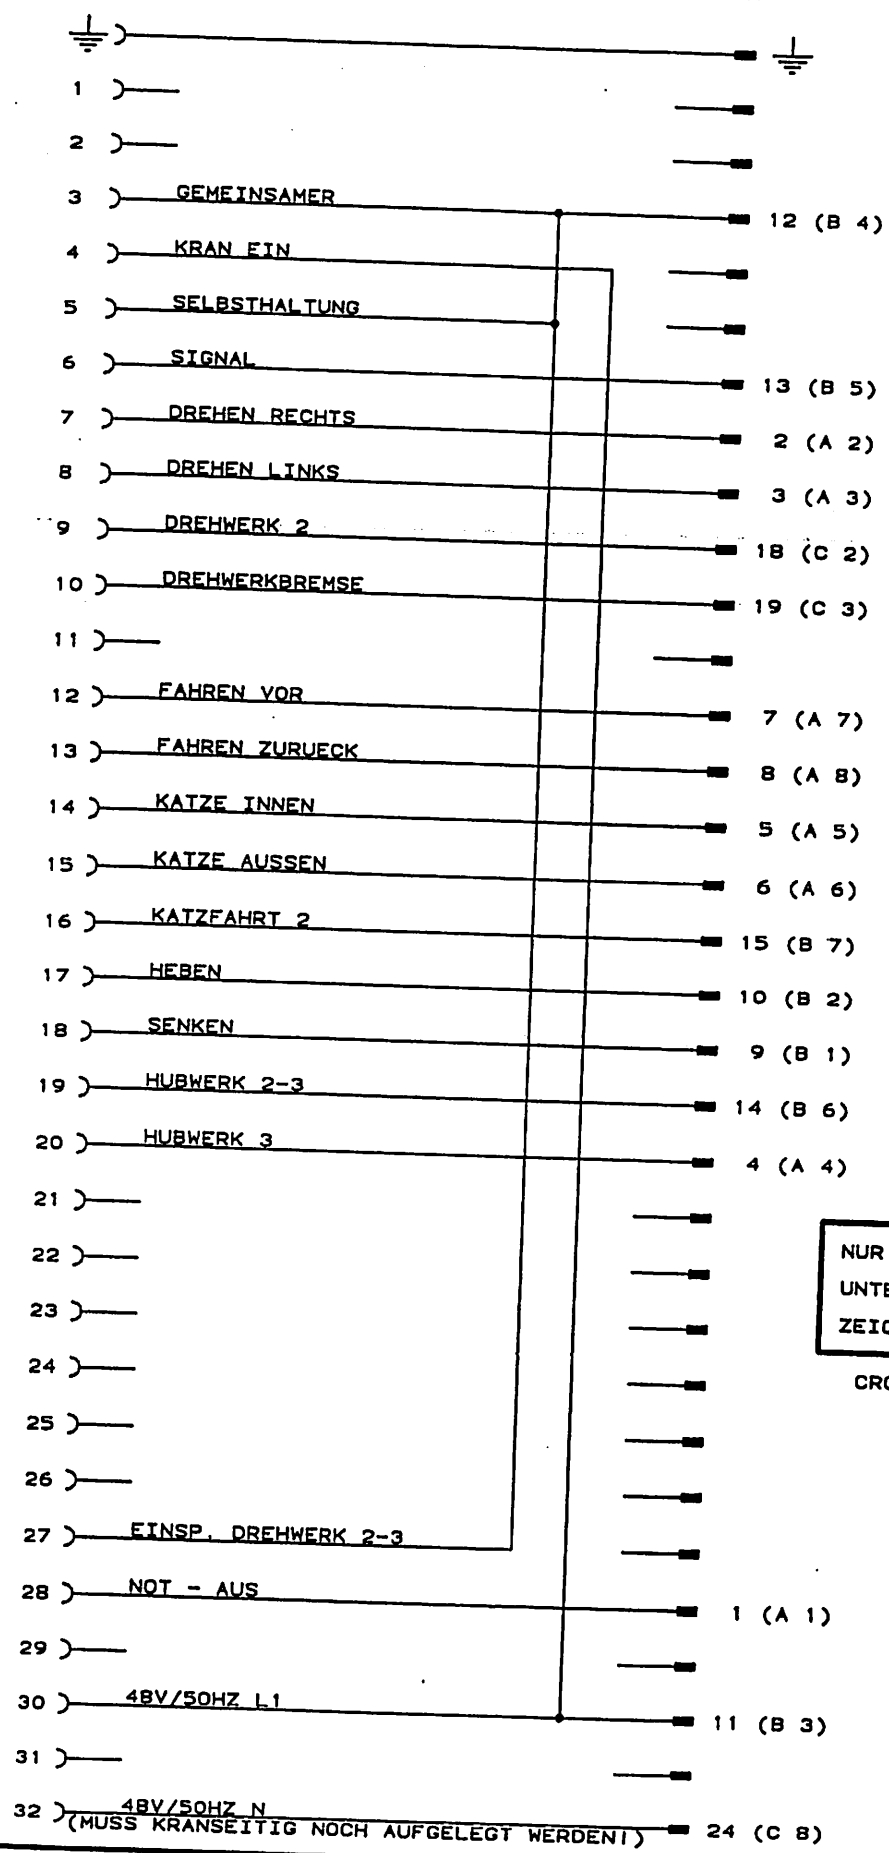 1
2
3 GEMEINSAMER 12 (B 4)
4 KRAN EIN
5 SELBSTHALTUNG
6 SIGNAL 13 (B 5)
7 DREHEN RECHTS 2 (A 2)
8 DREHEN LINKS 3 (A 3)
9 DREHWERK 2 18 (C 2)
10 DREHWERKBREMSE 19 (C 3)
11
12 FAHREN VOR 7 (A 7)
13 FAHREN ZURUECK 8 (A 8)
14 KATZE INNEN 5 (A 5)
15 KATZE AUSSEN 6 (A 6)
16 KATZFAHRT 2 15 (B 7)
17 HEBEN 10 (B 2)
18 SENKEN 9 (B 1)
19 HUBWERK 2-3 14 (B 6)
20 HUBWERK 3 4 (A 4)
21
22
23
24
25
26
27 EINSP. DREHWERK 2-3
28 NOT - AUS 1 (A 1)
29
30 48V/50HZ L1 11 (B 3)
31
32 48V/50HZ N 24 (C 8)
(MUSS KRANSEITIG NOCH AUFGELEGT WERDEN!)
NUR
UNTE
ZEIC
CRO